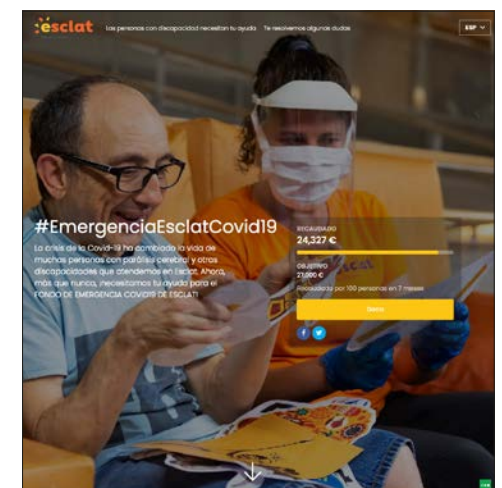 esclat
Las personas con discapacidad necesitan tu ayuda Te resolvemos algunas dudas
ESP
#EmergenciaEsclatCovid19
La crisis de la Covid-19 ha cambiado la vida de
muchas personas con parálisis cerebral y otras
discapacidades que atendemos en Esclat. Ahora,
más que nunca, ¡necesitamos tu ayuda para el
FONDO DE EMERGENCIA COVID19 DE ESCLAT!
RECAUDADO
24,327 €
OBJETIVO
27,000 €
Recaudado por 100 personas en 7 meses